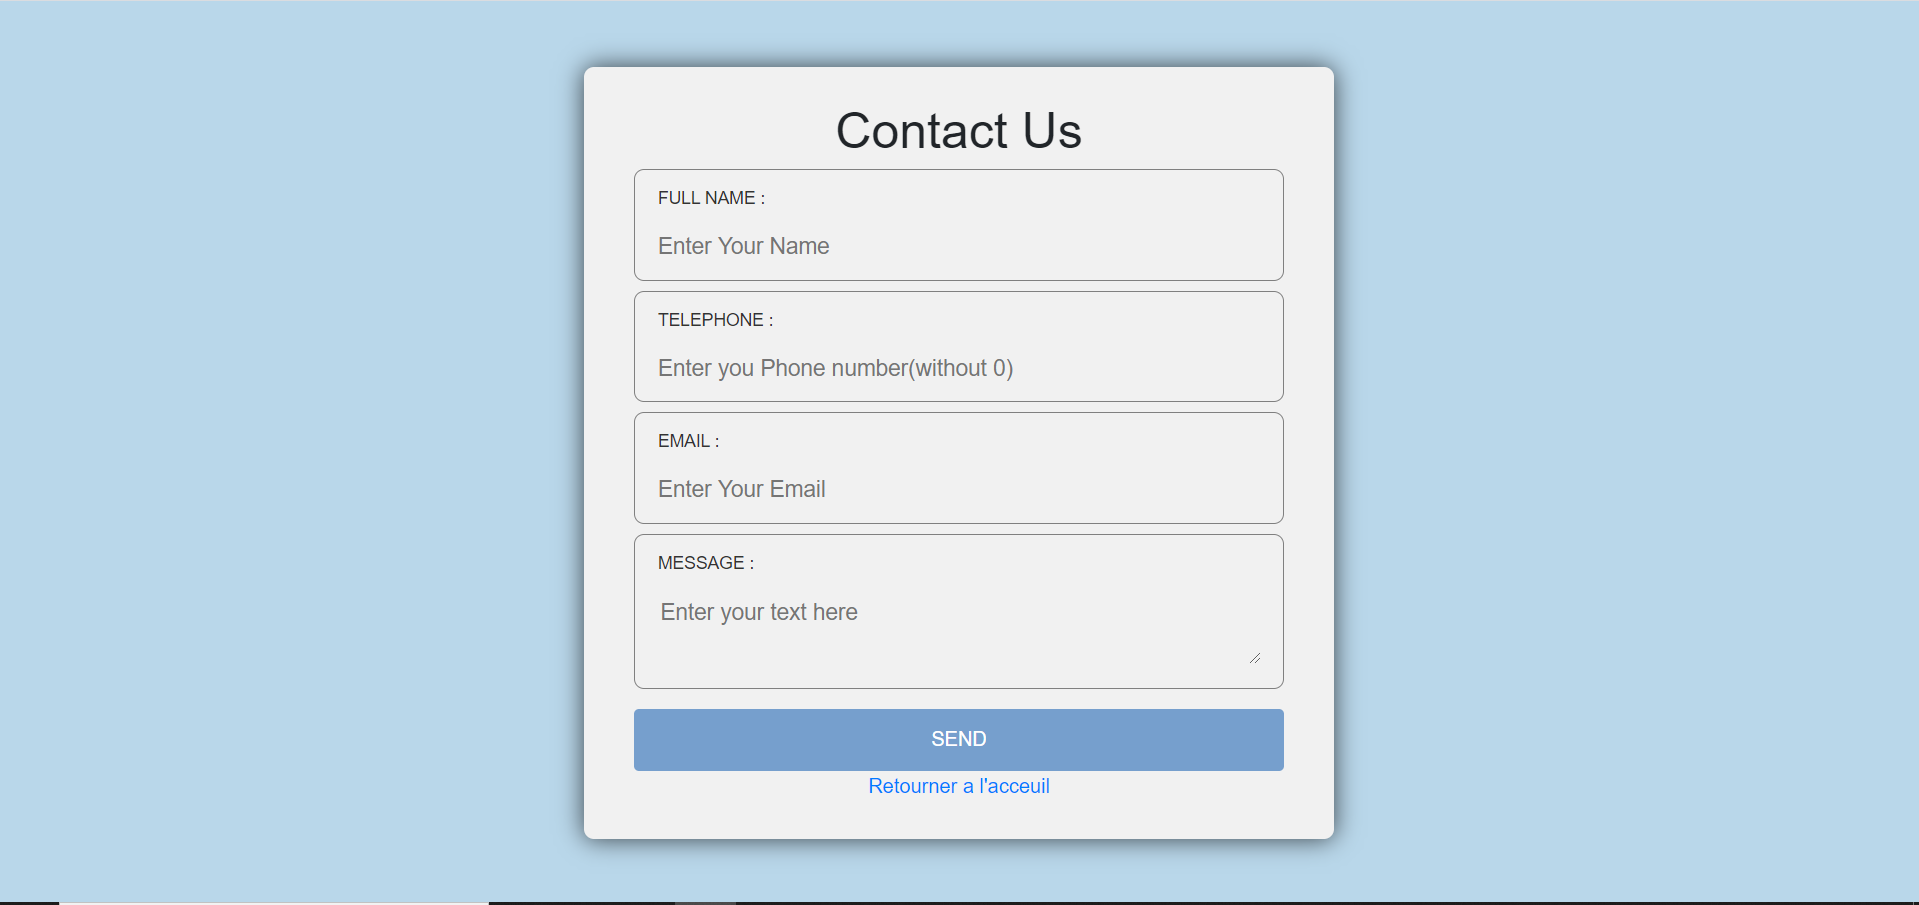 Contact Us
FULL NAME :
Enter Your Name
TELEPHONE :
Enter you Phone number(without 0)
EMAIL :
Enter Your Email
MESSAGE :
Enter your text here
SEND
Retourner a l'acceuil